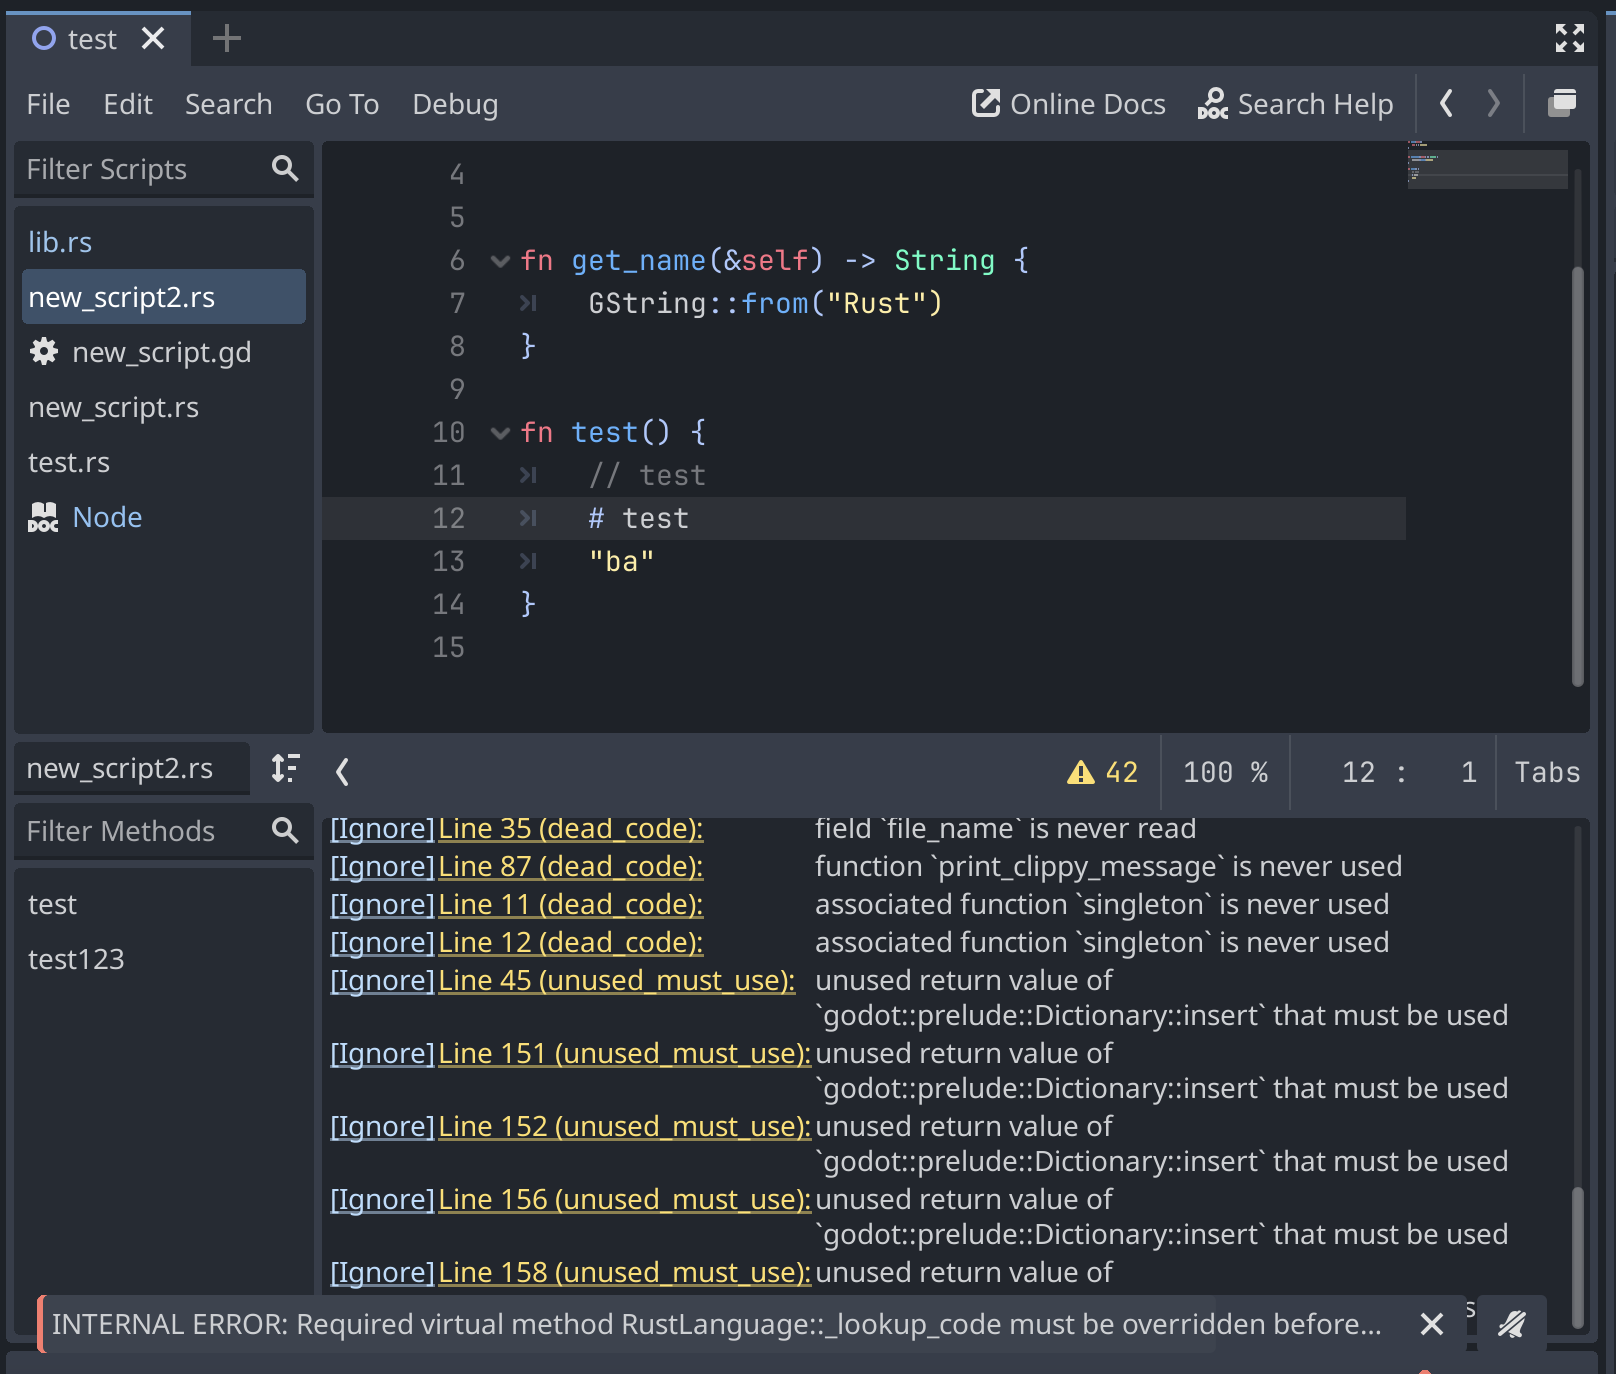 test
File Edit Search Go To Debug
Online Docs Search Help
Filter Scripts
lib.rs
new_script2.rs
new_script.gd
new_script.rs
test.rs
DOC Node
4
5
6 fn get_name(&self) -> String {
7 GString::from("Rust")
8 }
9
10 fn test() {
11 // test
12 # test
13 "ba"
14 }
15
new_script2.rs
42 100 % 12 : 1 Tabs
Filter Methods
test
test123
[Ignore] Line 35 (dead_code): field `file_name` is never read
[Ignore] Line 87 (dead_code): function `print_clippy_message` is never used
[Ignore] Line 11 (dead_code): associated function `singleton` is never used
[Ignore] Line 12 (dead_code): associated function `singleton` is never used
[Ignore] Line 45 (unused_must_use): unused return value of
`godot::prelude::Dictionary::insert` that must be used
[Ignore] Line 151 (unused_must_use): unused return value of
`godot::prelude::Dictionary::insert` that must be used
[Ignore] Line 152 (unused_must_use): unused return value of
`godot::prelude::Dictionary::insert` that must be used
[Ignore] Line 156 (unused_must_use): unused return value of
`godot::prelude::Dictionary::insert` that must be used
[Ignore] Line 158 (unused_must_use): unused return value of
INTERNAL ERROR: Required virtual method RustLanguage::_lookup_code must be overridden before...